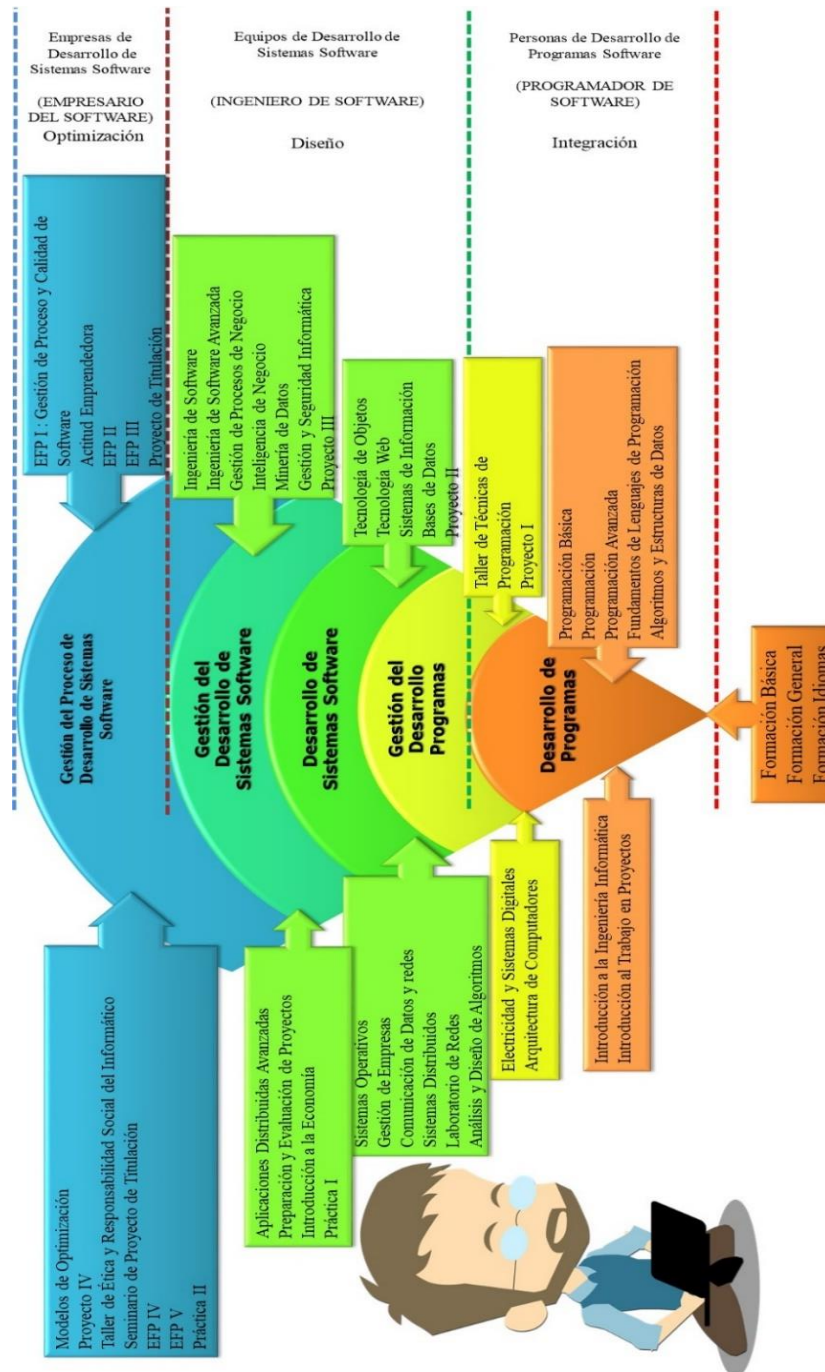 Empresas de
Desarrollo de
Sistemas Software
(EMPRESARIO
DEL SOFTWARE)
Optimización
Equipos de Desarrollo de
Sistemas Software
(INGENIERO DE SOFTWARE)
Diseño
Personas de Desarrollo de
Programas Software
(PROGRAMADOR DE
SOFTWARE)
Integración
EFP I : Gestión de Proceso y Calidad de
Software
Actitud Emprendedora
EFP II
EFP III
Proyecto de Titulación
Ingeniería de Software
Ingeniería de Software Avanzada
Gestión de Procesos de Negocio
Inteligencia de Negocio
Minería de Datos
Gestión y Seguridad Informática
Proyecto III
Tecnología de Objetos
Tecnología Web
Sistemas de Información
Bases de Datos
Proyecto II
Taller de Técnicas de
Programación
Proyecto I
Programación Básica
Programación
Programación Avanzada
Fundamentos de Lenguajes de Programación
Algoritmos y Estructuras de Datos
Gestión del Proceso de
Desarrollo de Sistemas
Software
Gestión del
Desarrollo de
Sistemas Software
Desarrollo de
Sistemas Software
Gestión del
Desarrollo
Programas
Desarrollo de
Programas
Formación Básica
Formación General
Formación Idiomas
Modelos de Optimización
Proyecto IV
Taller de Ética y Responsabilidad Social del Informático
Seminario de Proyecto de Titulación
EFP IV
EFP V
Práctica II
Aplicaciones Distribuidas Avanzadas
Preparación y Evaluación de Proyectos
Introducción a la Economía
Práctica I
Sistemas Operativos
Gestión de Empresas
Comunicación de Datos y redes
Sistemas Distribuidos
Laboratorio de Redes
Análisis y Diseño de Algoritmos
Electricidad y Sistemas Digitales
Arquitectura de Computadores
Introducción a la Ingeniería Informática
Introducción al Trabajo en Proyectos